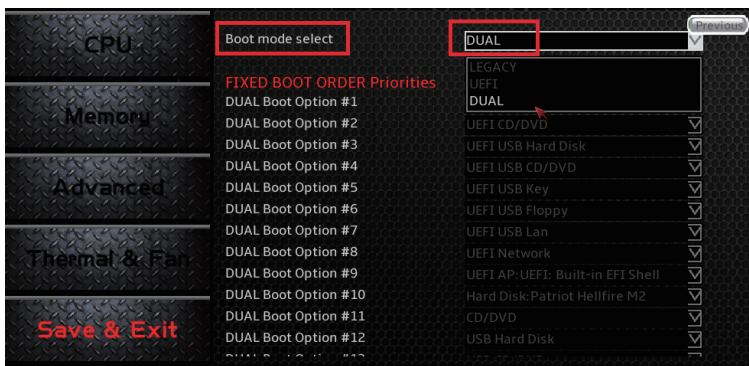 Previous
CPU
Memory
Advanced
Thermal & Fan
Save & Exit
Boot mode select DUAL
LEGACY
UEFI
DUAL
FIXED BOOT ORDER Priorities
DUAL Boot Option #1
DUAL Boot Option #2 UEFI CD/DVD
DUAL Boot Option #3 UEFI USB Hard Disk
DUAL Boot Option #4 UEFI USB CD/DVD
DUAL Boot Option #5 UEFI USB Key
DUAL Boot Option #6 UEFI USB Floppy
DUAL Boot Option #7 UEFI USB Lan
DUAL Boot Option #8 UEFI Network
DUAL Boot Option #9 UEFI AP:UEFI: Built-in EFI Shell
DUAL Boot Option #10 Hard Disk:Patriot Hellfire M2
DUAL Boot Option #11 CD/DVD
DUAL Boot Option #12 USB Hard Disk